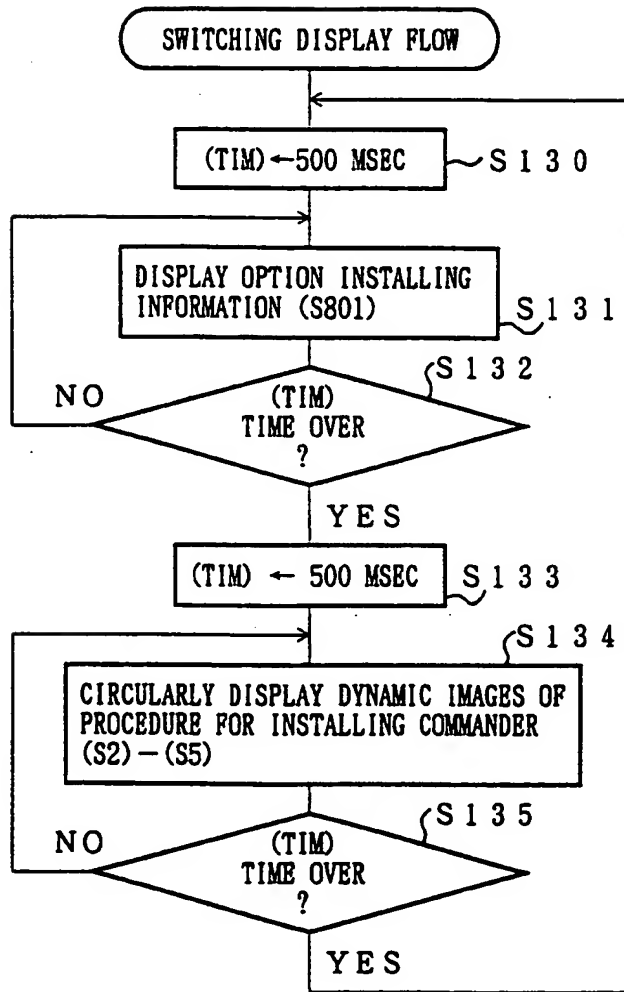 SWITCHING DISPLAY FLOW
(TIM)←500 MSEC
S130
DISPLAY OPTION INSTALLING
INFORMATION (S801)
S131
S132
NO
(TIM)
TIME OVER
?
YES
(TIM) ← 500 MSEC
S133
S134
CIRCULARLY DISPLAY DYNAMIC IMAGES OF
PROCEDURE FOR INSTALLING COMMANDER
(S2)－(S5)
S135
NO
(TIM)
TIME OVER
?
YES